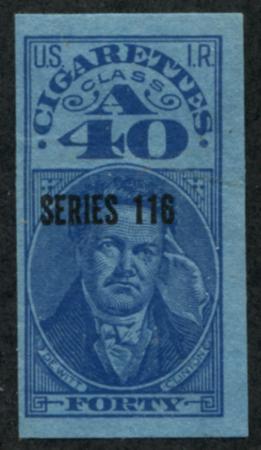 U.S. I.R.
CIGARETTES
CLASS
A
40
SERIES 116
DE WITT CLINTON
FORTY